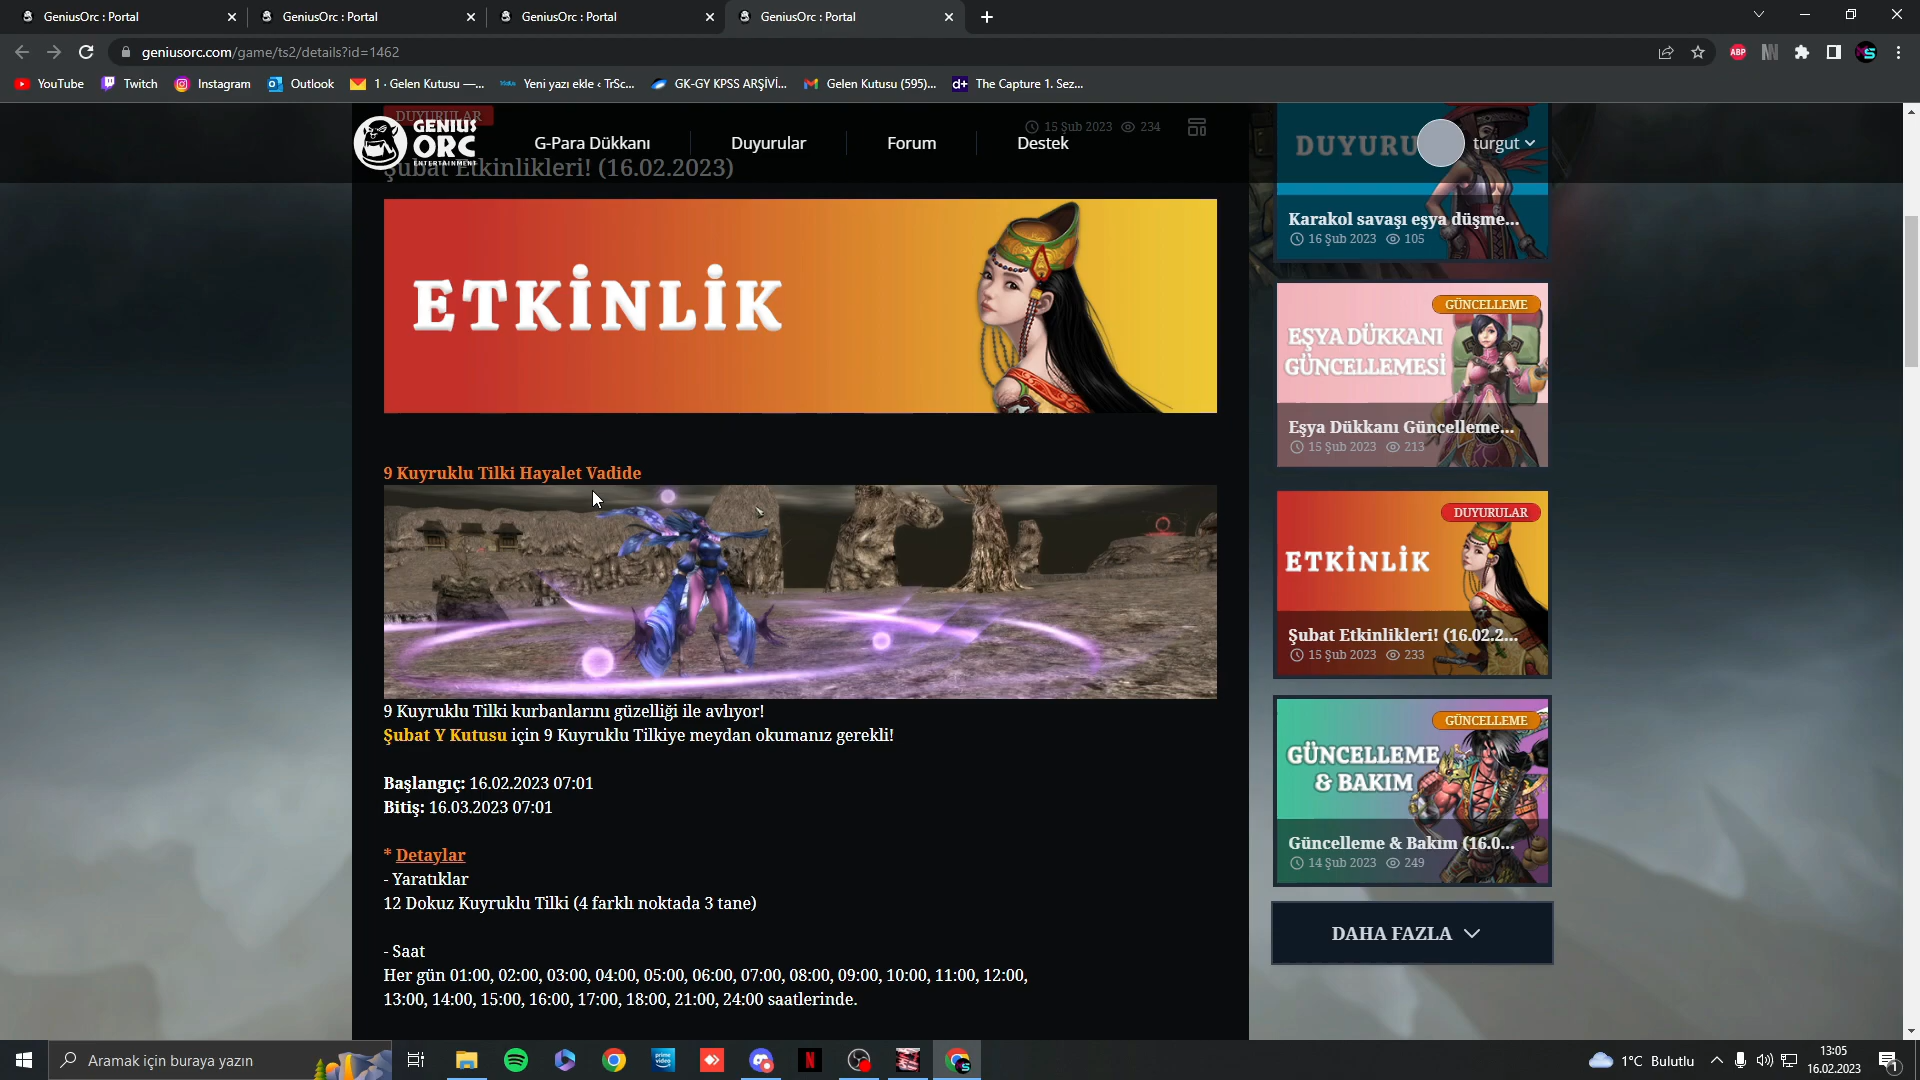 GeniusOrc : Portal
GeniusOrc : Portal
GeniusOrc : Portal
GeniusOrc : Portal
geniusorc.com/game/ts2/details?id=1462
ABP
YouTube
Twitch
Instagram
Outlook
1 · Gelen Kutusu —...
Yeni yazı ekle ‹ TrSc...
GK-GY KPSS ARŞİVİ...
Gelen Kutusu (595)...
d+ The Capture 1. Sez...
DUYURULAR
GENIUS
ORC
ENTERTAINMENT
G-Para Dükkanı
Duyurular
Forum
Destek
15 Şub 2023 234
turgut
Şubat Etkinlikleri! (16.02.2023)
ETKİNLİK
9 Kuyruklu Tilki Hayalet Vadide
9 Kuyruklu Tilki kurbanlarını güzelliği ile avlıyor!
Şubat Y Kutusu için 9 Kuyruklu Tilkiye meydan okumanız gerekli!
Başlangıç: 16.02.2023 07:01
Bitiş: 16.03.2023 07:01
* Detaylar
- Yaratıklar
12 Dokuz Kuyruklu Tilki (4 farklı noktada 3 tane)
- Saat
Her gün 01:00, 02:00, 03:00, 04:00, 05:00, 06:00, 07:00, 08:00, 09:00, 10:00, 11:00, 12:00,
13:00, 14:00, 15:00, 16:00, 17:00, 18:00, 21:00, 24:00 saatlerinde.
DUYURU
Karakol savaşı eşya düşme...
16 Şub 2023 105
GÜNCELLEME
EŞYA DÜKKANI
GÜNCELLEMESİ
Eşya Dükkanı Güncelleme...
15 Şub 2023 213
DUYURULAR
ETKİNLİK
Şubat Etkinlikleri! (16.02.2...
15 Şub 2023 233
GÜNCELLEME
GÜNCELLEME
& BAKIM
Güncelleme & Bakım (16.0...
14 Şub 2023 249
DAHA FAZLA
Aramak için buraya yazın
prime video
N
1°C Bulutlu
13:05
16.02.2023
1